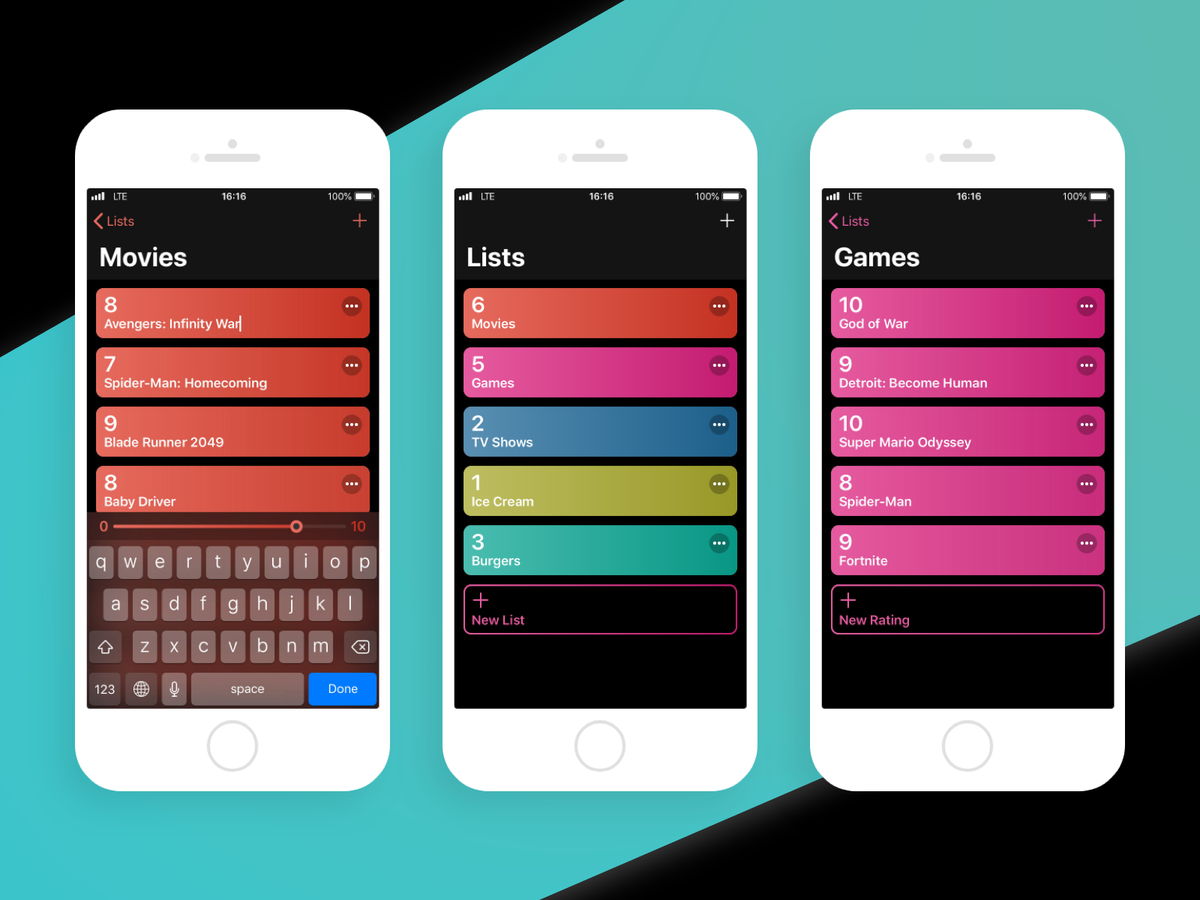 LTE 16:16 100%
Lists
Movies
8
Avengers: Infinity War
7
Spider-Man: Homecoming
9
Blade Runner 2049
8
Baby Driver
0 10
q w e r t y u i o p
a s d f g h j k l
z x c v b n m
123 space Done
LTE 16:16 100%
Lists
6
Movies
5
Games
2
TV Shows
1
Ice Cream
3
Burgers
+
New List
LTE 16:16 100%
Lists
Games
10
God of War
9
Detroit: Become Human
10
Super Mario Odyssey
8
Spider-Man
9
Fortnite
+
New Rating